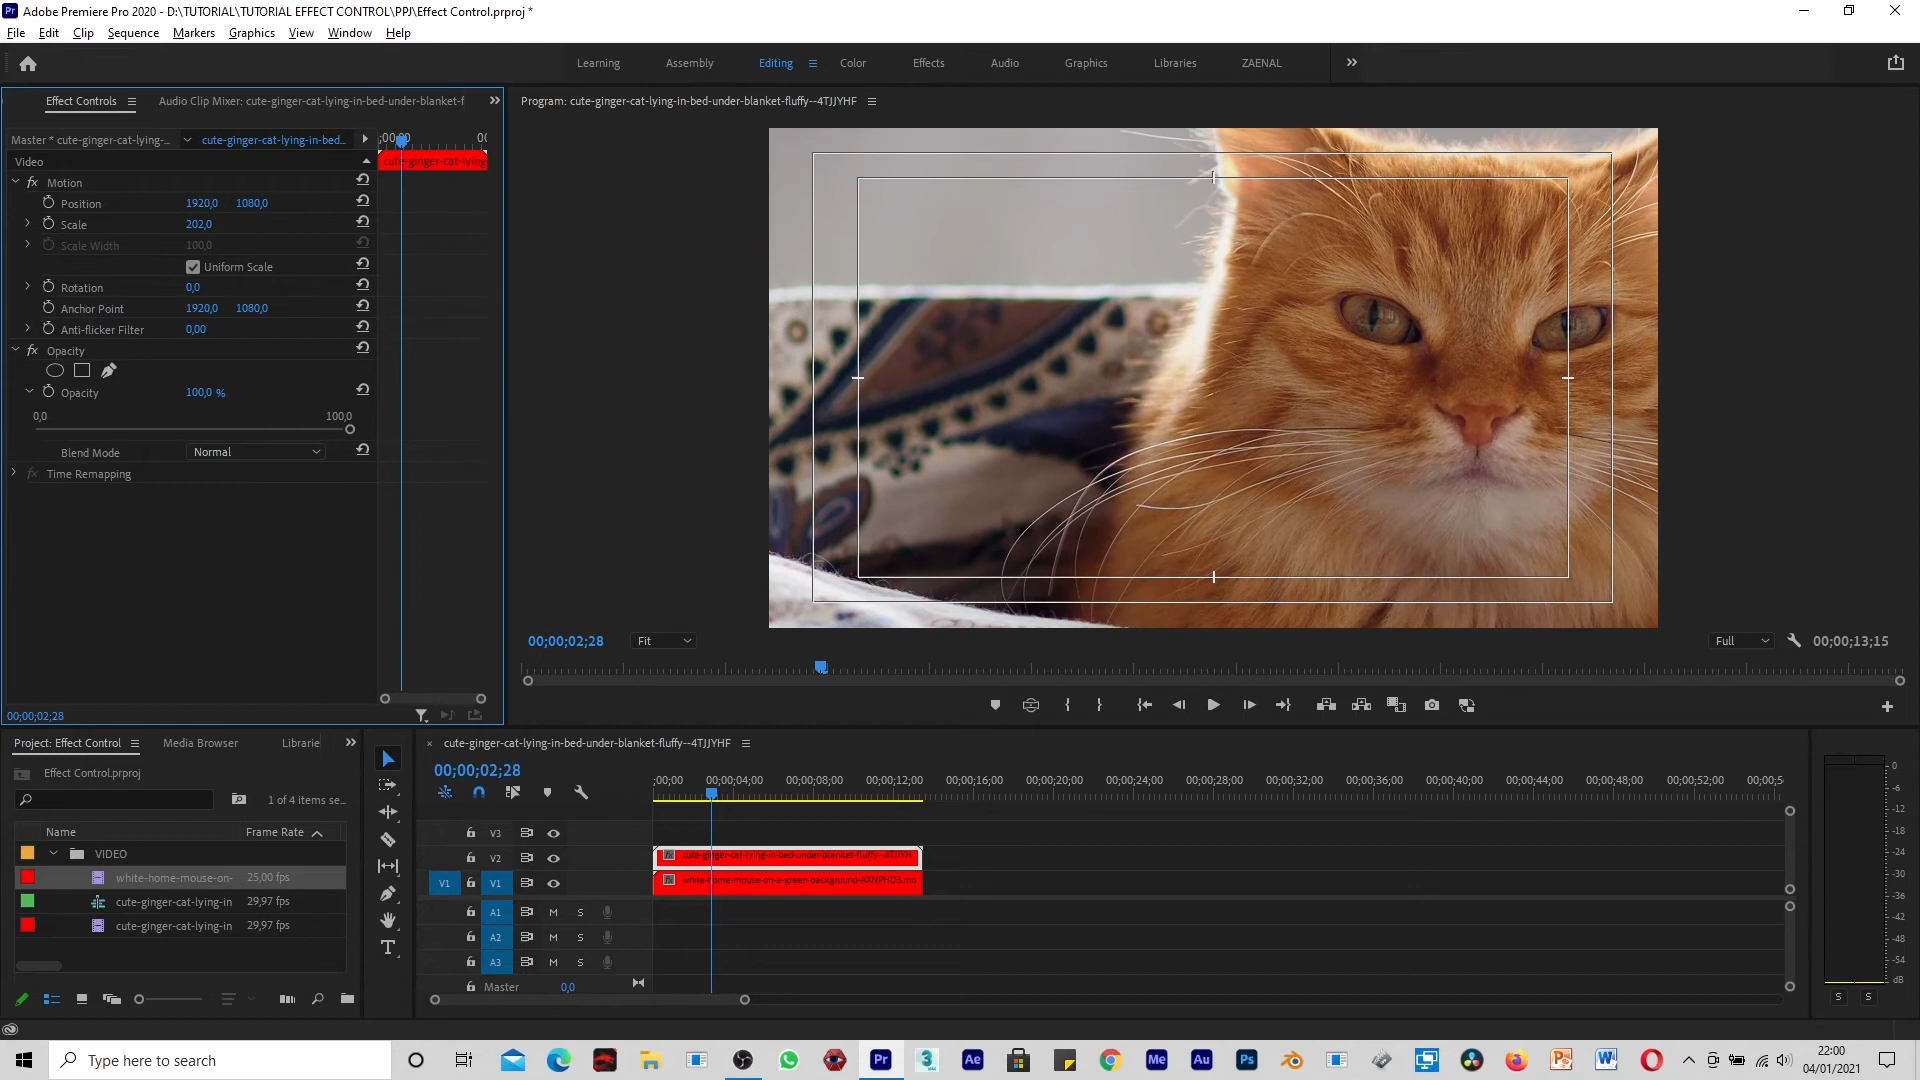 Adobe Premiere Pro 2020 - D:\TUTORIAL\TUTORIAL EFFECT CONTROL\PPJ\Effect Control.prproj *
File Edit Clip Sequence Markers Graphics View Window Help
Learning Assembly Editing Color Effects Audio Graphics Libraries ZAENAL
Effect Controls Audio Clip Mixer: cute-ginger-cat-lying-in-bed-under-blanket-f
Program: cute-ginger-cat-lying-in-bed-under-blanket-fluffy--4TJJYHF
Master * cute-ginger-cat-lying-... cute-ginger-cat-lying-in-bed...
Video
cute-ginger-cat-lying
fx Motion
Position 1920,0 1080,0
Scale 202,0
Scale Width 100,0
Uniform Scale
Rotation 0,0
Anchor Point 1920,0 1080,0
Anti-flicker Filter 0,00
fx Opacity
Opacity 100,0 %
0,0 100,0
Blend Mode Normal
fx Time Remapping
00;00;02;28 Fit Full 00;00;13;15
00;00;02;28
Project: Effect Control Media Browser Librarie
Effect Control.prproj
1 of 4 items se...
Name Frame Rate
VIDEO
white-home-mouse-on- 25,00 fps
cute-ginger-cat-lying-in 29,97 fps
cute-ginger-cat-lying-in 29,97 fps
cute-ginger-cat-lying-in-bed-under-blanket-fluffy--4TJJYHF
00;00;02;28
;00;00 00;00;04;00 00;00;08;00 00;00;12;00 00;00;16;00 00;00;20;00 00;00;24;00 00;00;28;00 00;00;32;00 00;00;36;00 00;00;40;00 00;00;44;00 00;00;48;00 00;00;52;00 00;00;5
V3
V2 cute-ginger-cat-lying-in-bed-under-blanket-fluffy--4TJJYH
V1 V1 white-home-mouse-on-a-green-background-AXNPHD3.mo
A1 M S
A2 M S
A3 M S
Master 0,0
0
-6
-12
-18
-24
-30
-36
-42
-48
-54
dB
S S
Type here to search
22:00
04/01/2021